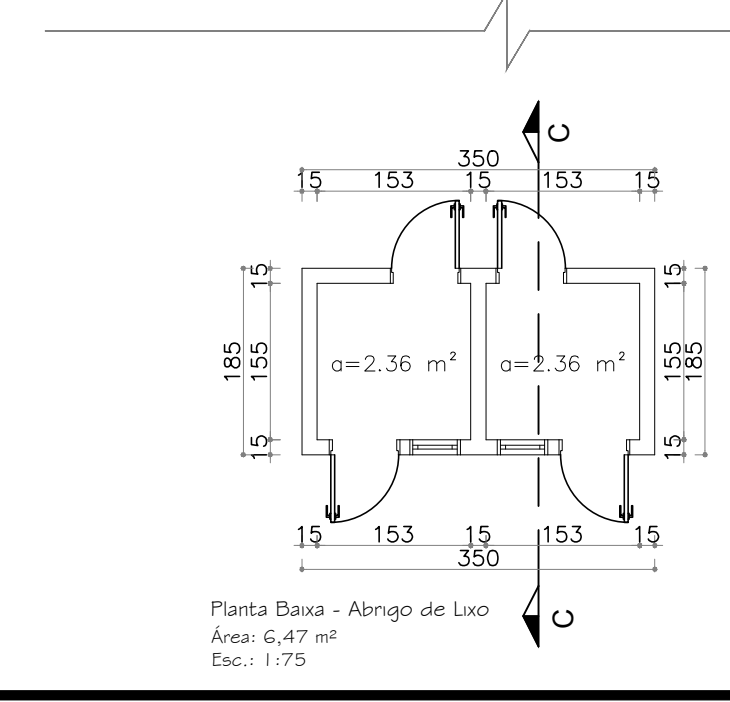 C
350
15 153 15 153 15
15 15
185 155 a=2.36 m² a=2.36 m² 155 185
15 15
15 153 15 153 15
350
Planta Baixa - Abrigo de Lixo C
Área: 6,47 m²
Esc.: 1:75